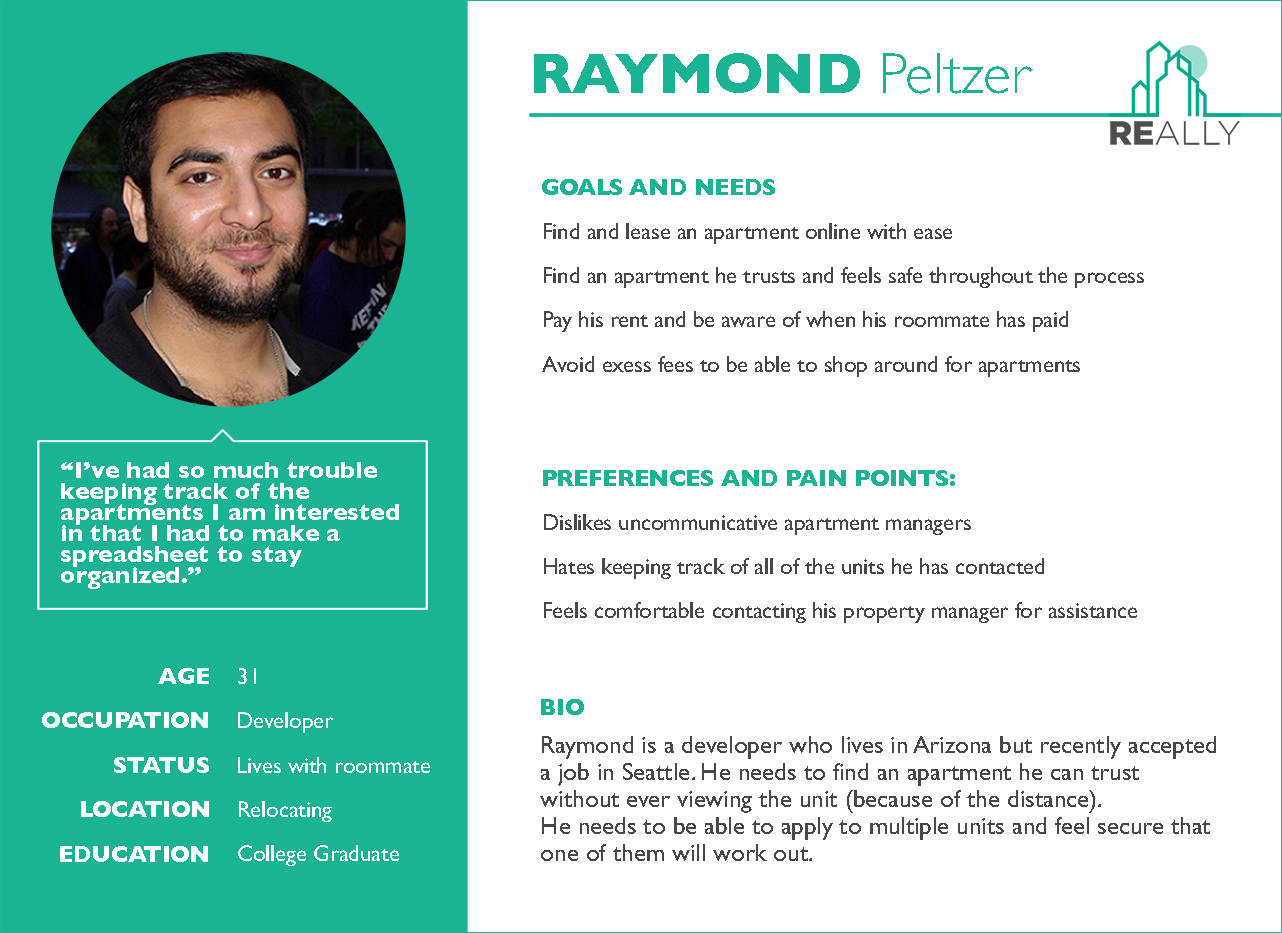 RAYMOND Peltzer
REALLY
GOALS AND NEEDS
Find and lease an apartment online with ease
Find an apartment he trusts and feels safe throughout the process
Pay his rent and be aware of when his roommate has paid
Avoid exess fees to be able to shop around for apartments
PREFERENCES AND PAIN POINTS:
Dislikes uncommunicative apartment managers
Hates keeping track of all of the units he has contacted
Feels comfortable contacting his property manager for assistance
BIO
Raymond is a developer who lives in Arizona but recently accepted
a job in Seattle. He needs to find an apartment he can trust
without ever viewing the unit (because of the distance).
He needs to be able to apply to multiple units and feel secure that
one of them will work out.
“I’ve had so much trouble
keeping track of the
apartments I am interested
in that I had to make a
spreadsheet to stay
organized.”
AGE 31
OCCUPATION Developer
STATUS Lives with roommate
LOCATION Relocating
EDUCATION College Graduate